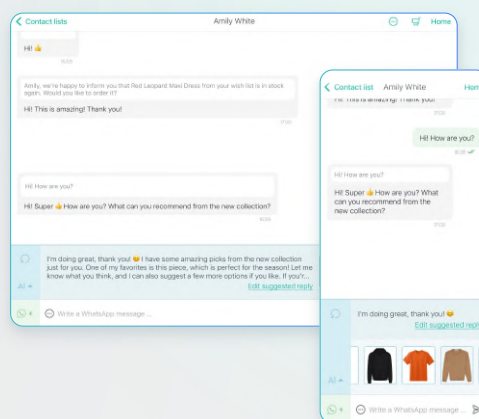 Contact lists
Amily White
Home
Hi! 👍
Amily, we're happy to inform you that Red Leopard Maxi Dress from your wish list is in stock
again. Would you like to order it?
Hi! This is amazing! Thank you!
Hi! How are you?
Hi! Super 👍 How are you? What can you recommend from the new collection?
I'm doing great, thank you! 😊 I have some amazing picks from the new collection
just for you. One of my favorites is this piece, which is perfect for the season! Let me
know what you think, and I can also suggest a few more options if you like. If you'r...
Edit suggested reply
AI
Write a WhatsApp message ...
Contact list
Amily White
Hom
Hi! This is amazing! Thank you!
Hi! How are you?
Hi! How are you?
Hi! Super 👍 How are you? What
can you recommend from the
new collection?
I'm doing great, thank you! 😊
Edit suggested repl
AI
Write a WhatsApp message ...